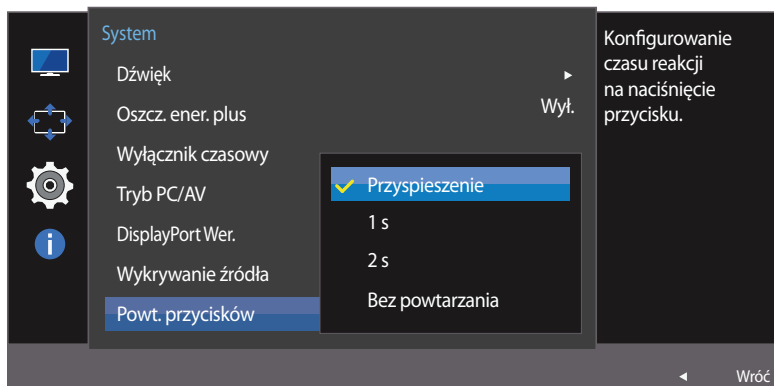 System
Dźwięk
Oszcz. ener. plus
Wył.
Wyłącznik czasowy
Tryb PC/AV
DisplayPort Wer.
Wykrywanie źródła
Powt. przycisków
Przyspieszenie
1 s
2 s
Bez powtarzania
Konfigurowanie
czasu reakcji
na naciśnięcie
przycisku.
Wróć